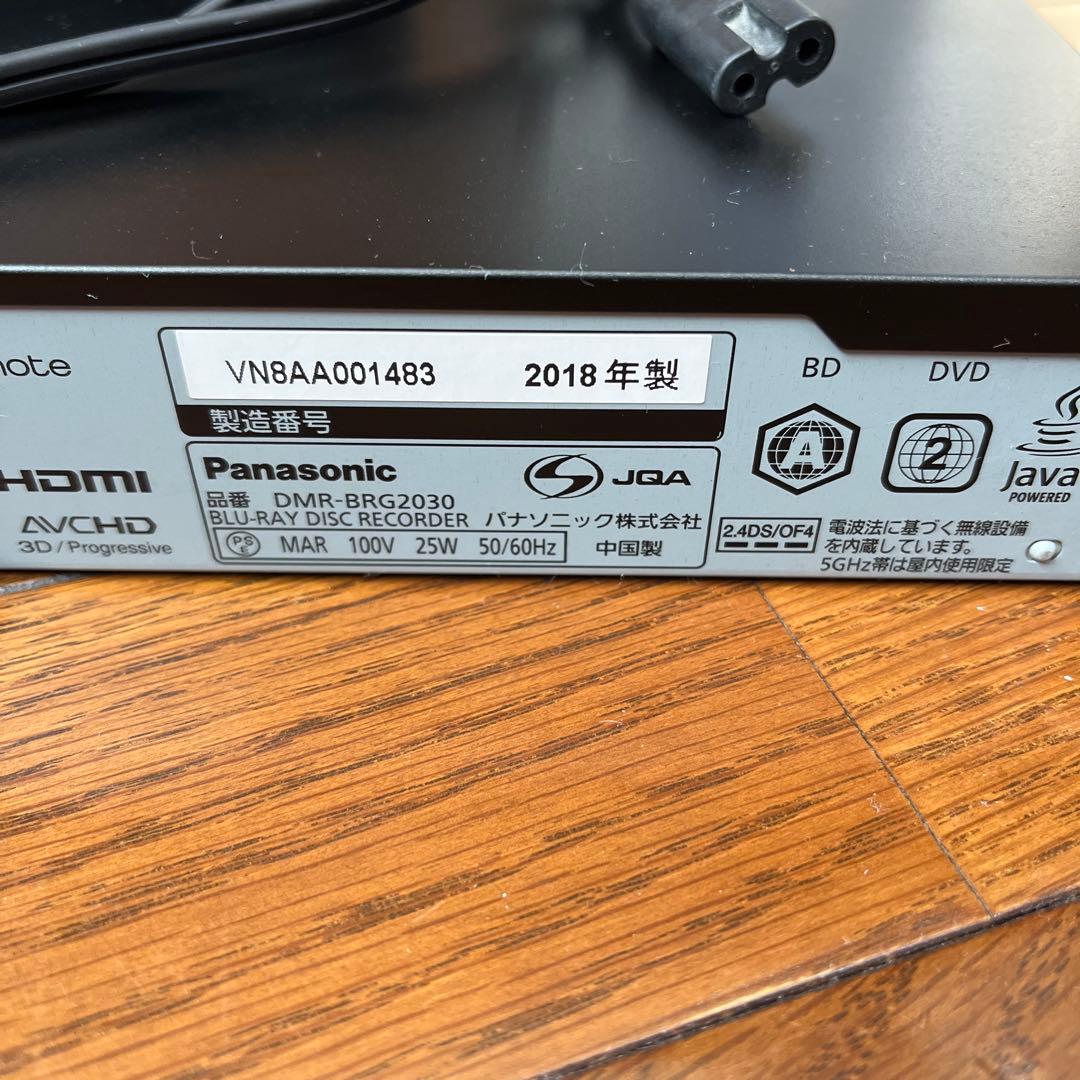 VN8AA001483 2018年製
製造番号
HDMI
AVCHD
3D/Progressive
Panasonic
JQA
品番 DMR-BRG2030
BLU-RAY DISC RECORDER パナソニック株式会社
PSE MAR 100V 25W 50/60Hz 中国製
BD
DVD
A
2
Java
POWERED
2.4DS/OF4
電波法に基づく無線設備
を内蔵しています。
5GHz帯は屋内使用限定